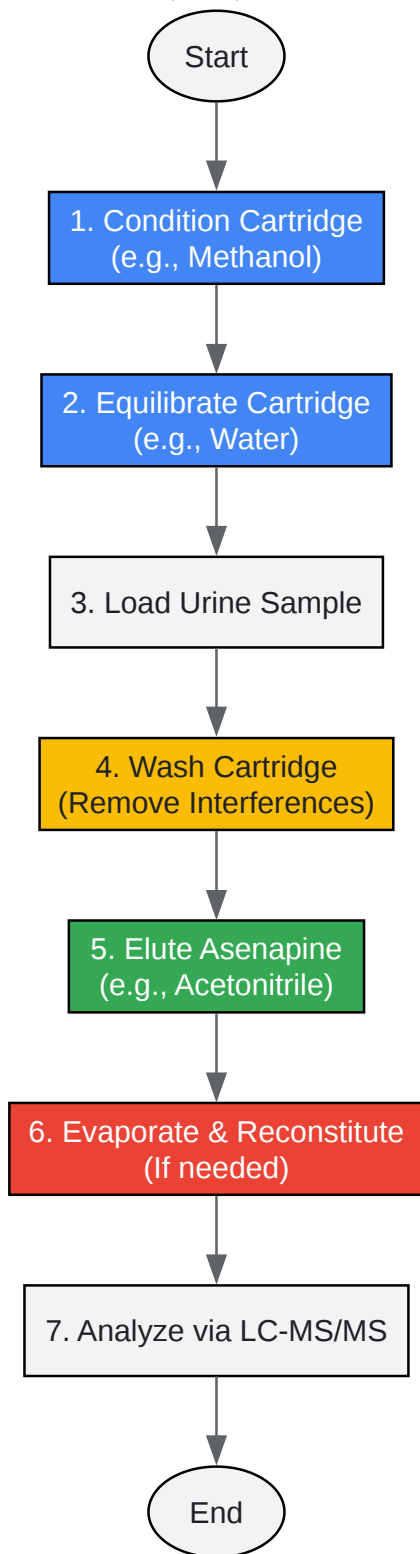 Start
1. Condition Cartridge
(e.g., Methanol)
2. Equilibrate Cartridge
(e.g., Water)
3. Load Urine Sample
4. Wash Cartridge
(Remove Interferences)
5. Elute Asenapine
(e.g., Acetonitrile)
6. Evaporate & Reconstitute
(If needed)
7. Analyze via LC-MS/MS
End